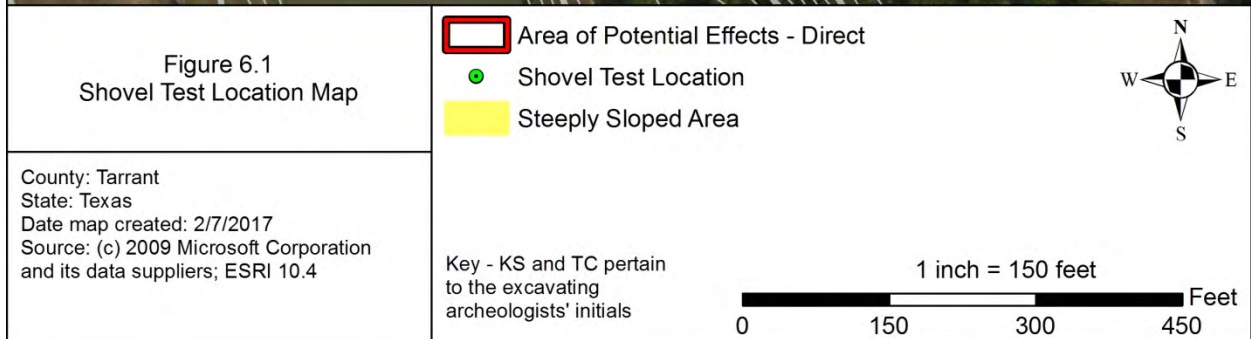 Figure 6.1
Shovel Test Location Map
County: Tarrant
State: Texas
Date map created: 2/7/2017
Source: (c) 2009 Microsoft Corporation
and its data suppliers; ESRI 10.4
Area of Potential Effects - Direct
Shovel Test Location
Steeply Sloped Area
N
W E
S
Key - KS and TC pertain
to the excavating
archeologists' initials
1 inch = 150 feet
Feet
0 150 300 450